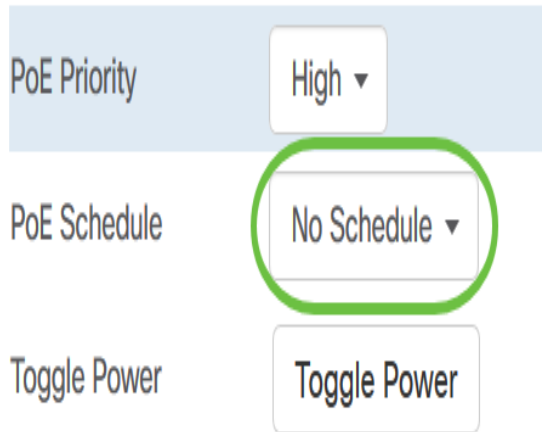 PoE Priority High
PoE Schedule No Schedule
Toggle Power Toggle Power